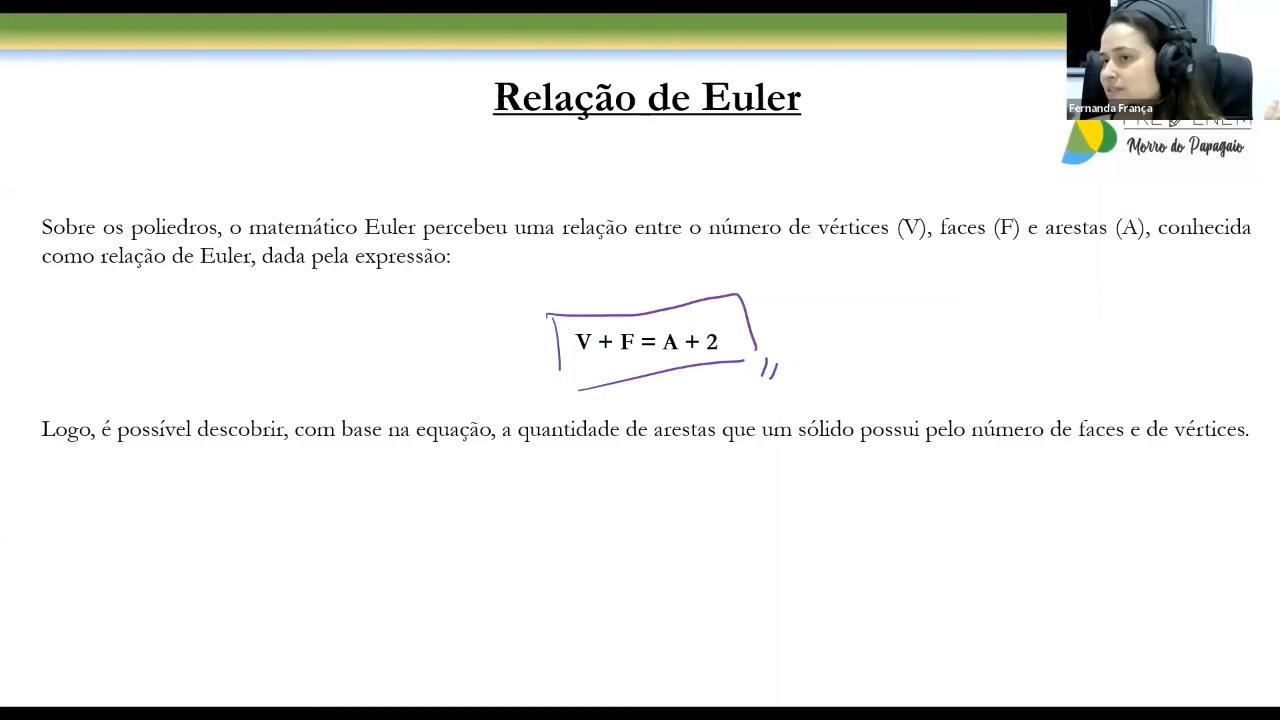 Relação de Euler
Fernanda França
Morro do Papagaio
Sobre os poliedros, o matemático Euler percebeu uma relação entre o número de vértices (V), faces (F) e arestas (A), conhecida
como relação de Euler, dada pela expressão:
V + F = A + 2
Logo, é possível descobrir, com base na equação, a quantidade de arestas que um sólido possui pelo número de faces e de vértices.